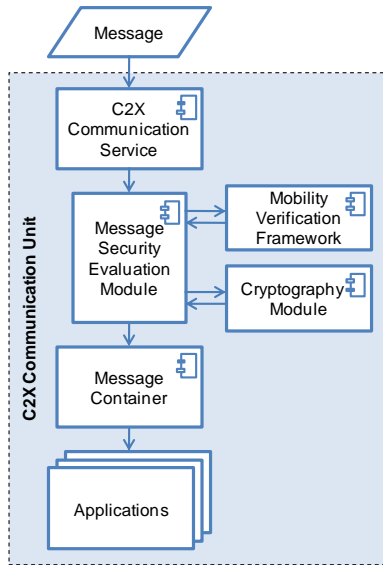 Message
C2X
Communication
Service
Message
Security
Evaluation
Module
Mobility
Verification
Framework
Cryptography
Module
Message
Container
Applications
C2X Communication Unit